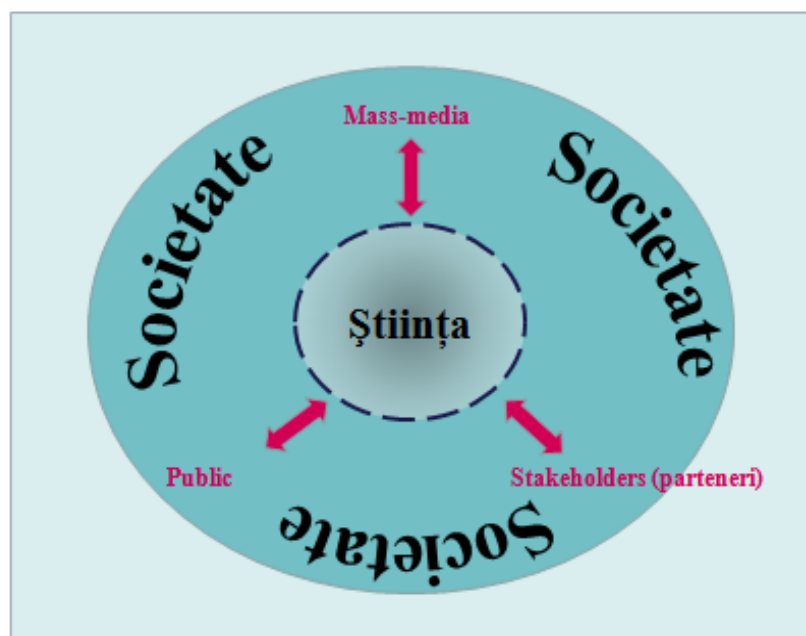 Mass-media
Societate
Societate
Știința
Public
Stakeholders (parteneri)
Societate